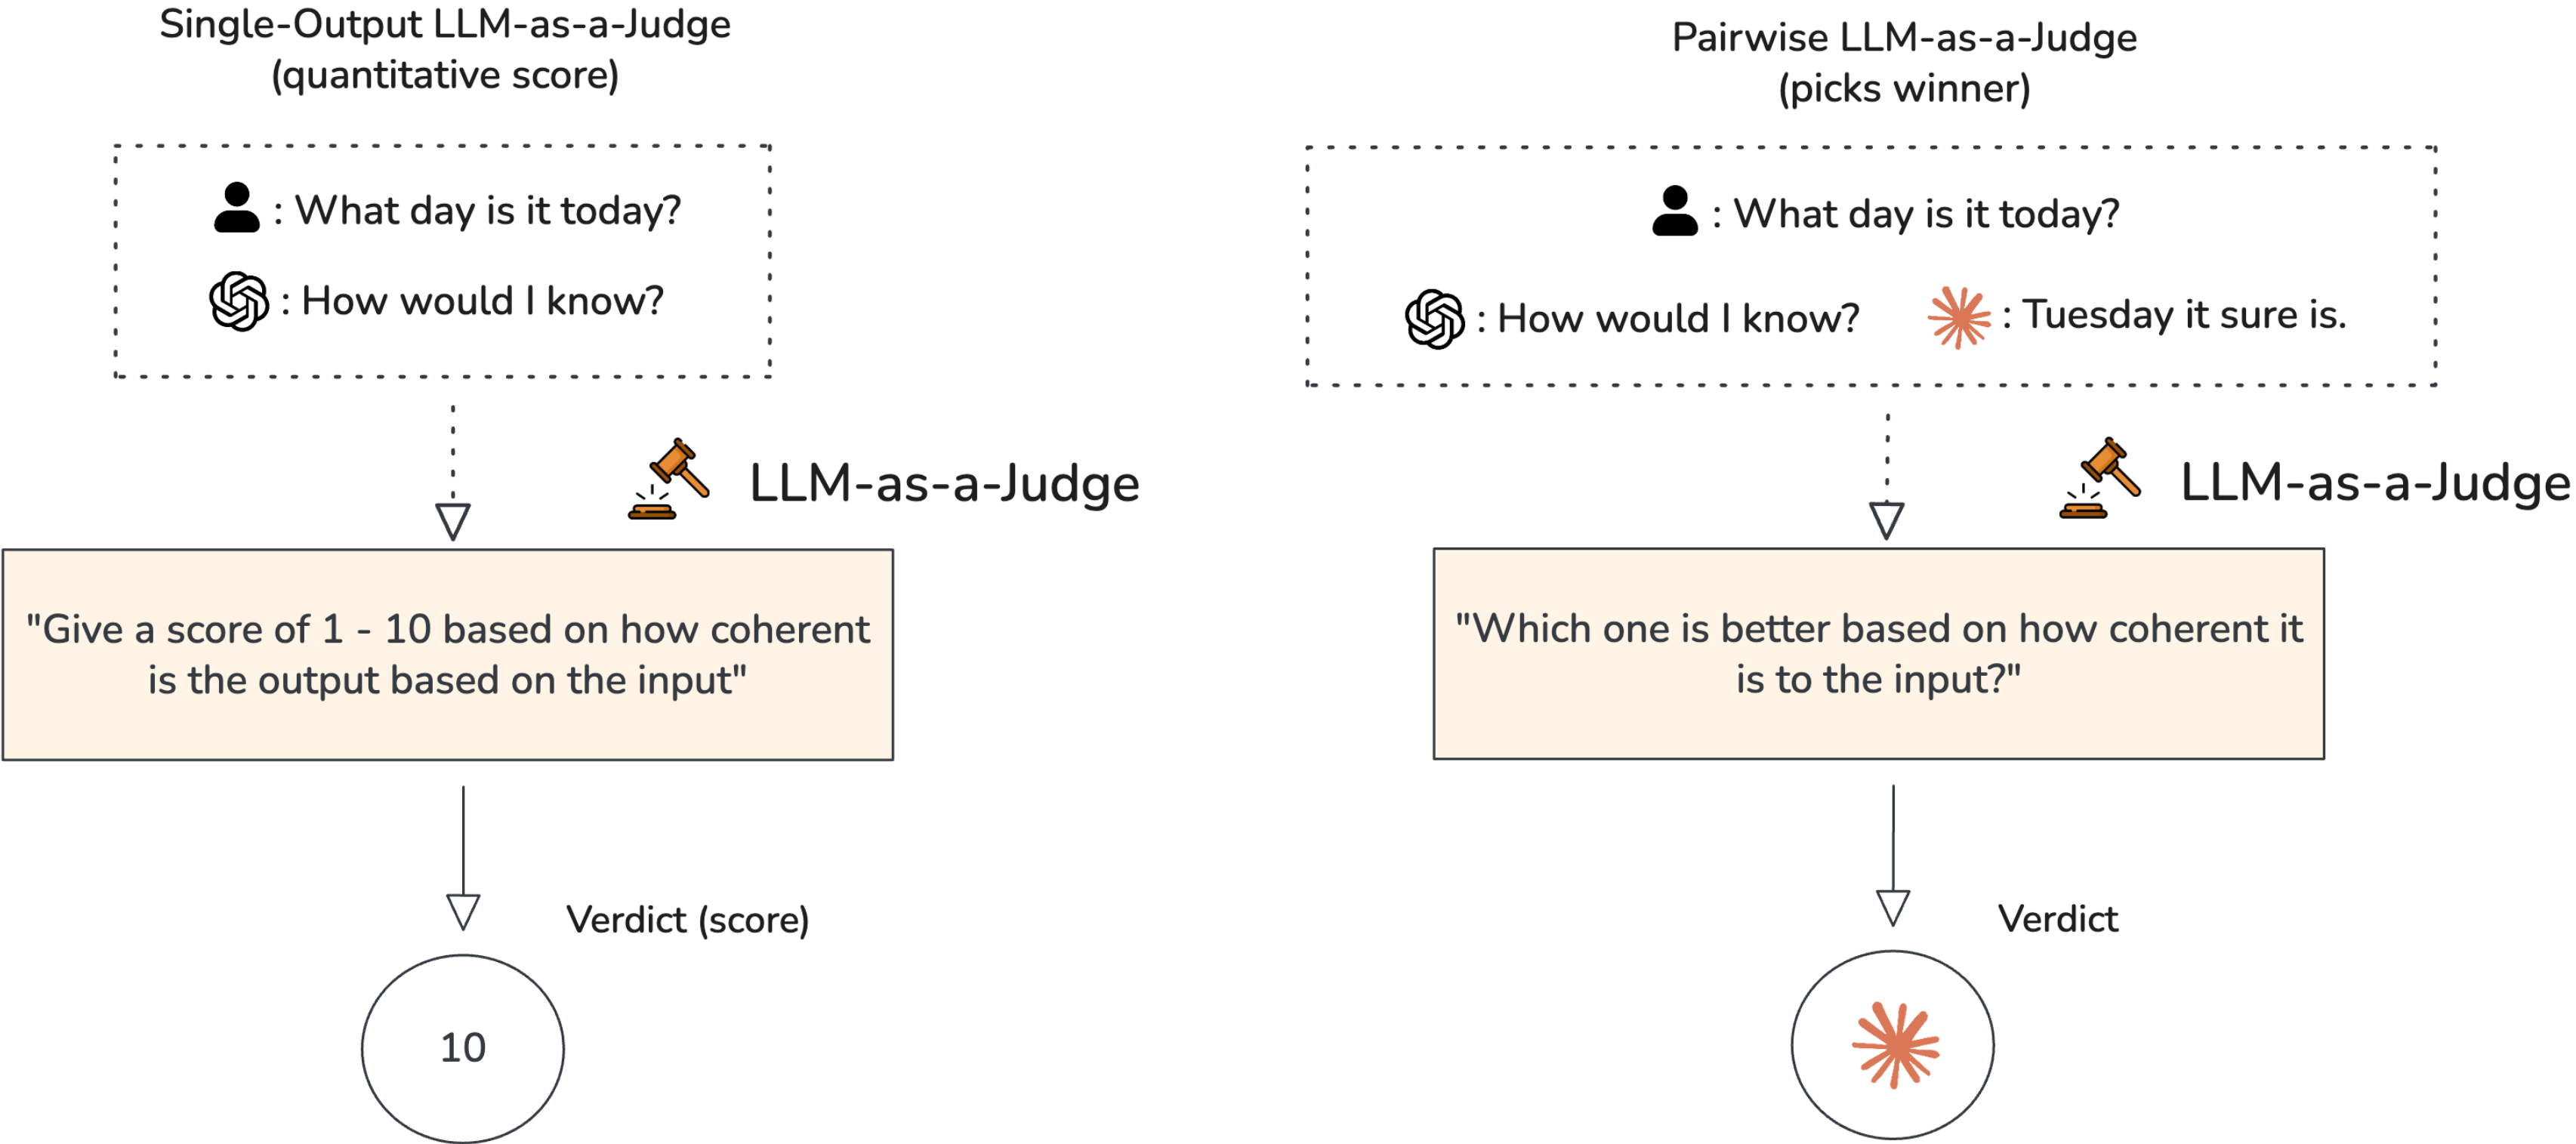 Single-Output LLM-as-a-Judge
(quantitative score)
: What day is it today?
: How would I know?
LLM-as-a-Judge
"Give a score of 1 - 10 based on how coherent
is the output based on the input"
Verdict (score)
10
Pairwise LLM-as-a-Judge
(picks winner)
: What day is it today?
: How would I know?
: Tuesday it sure is.
LLM-as-a-Judge
"Which one is better based on how coherent it
is to the input?"
Verdict